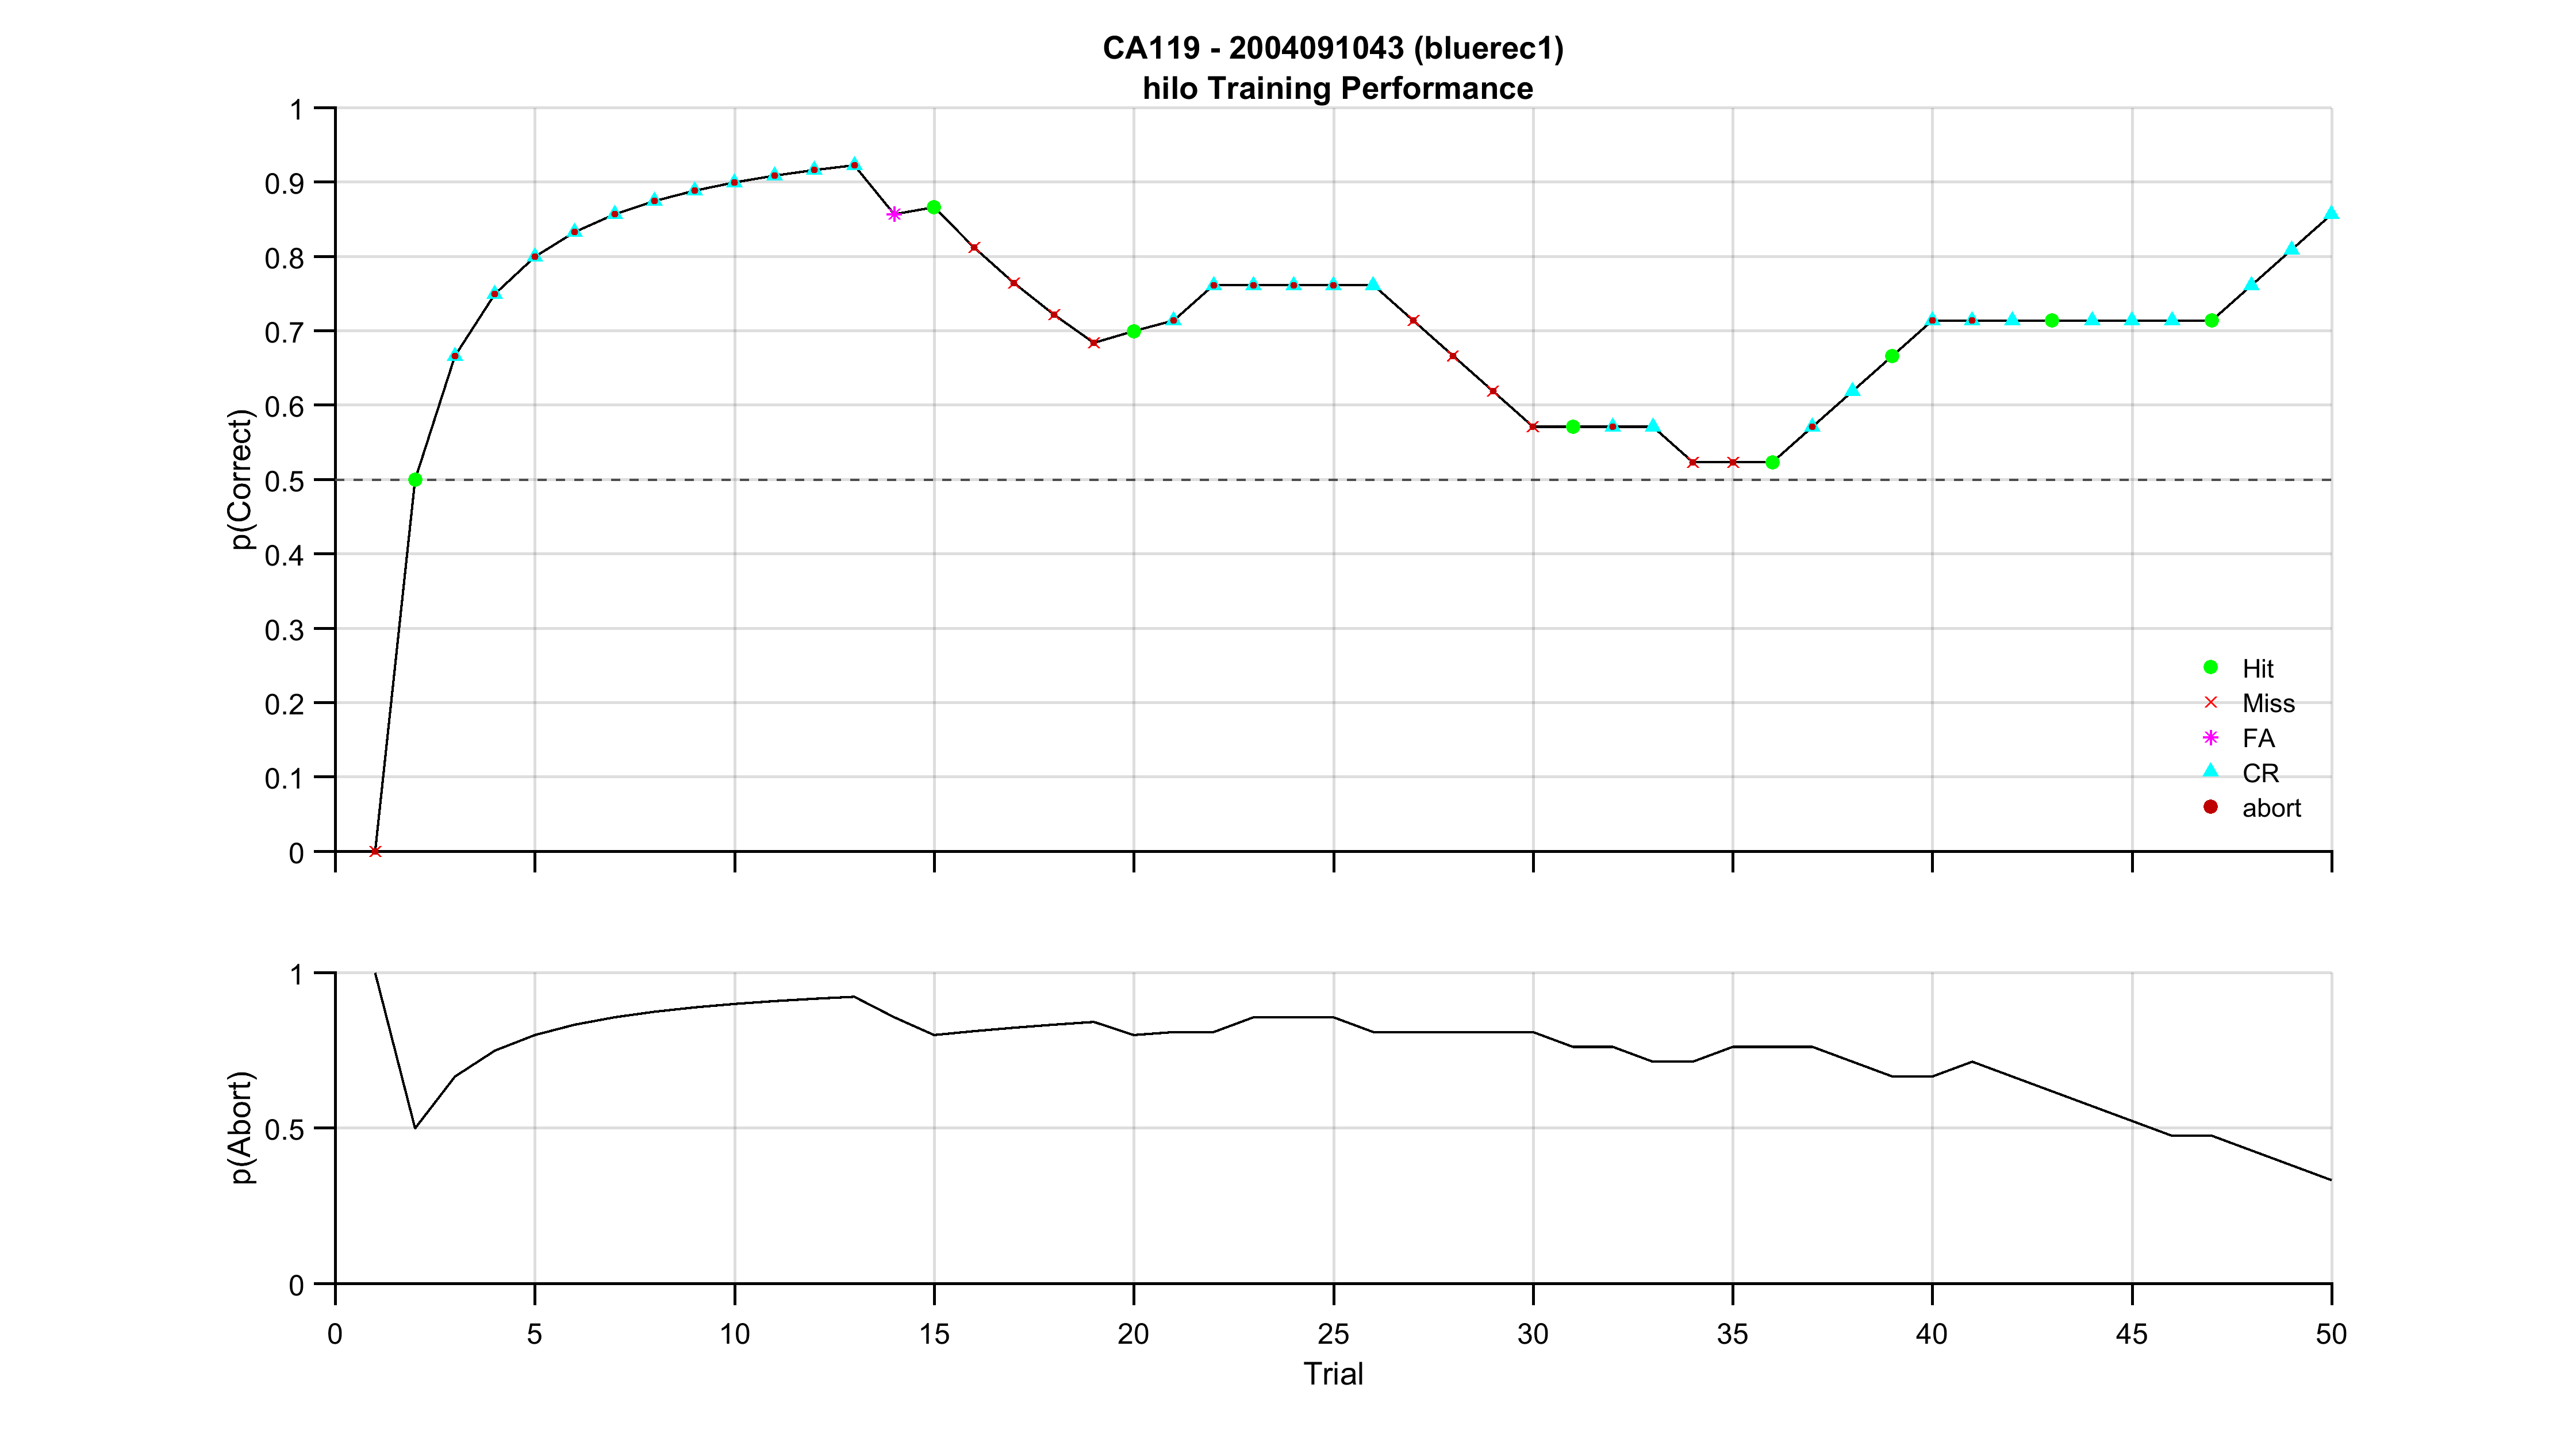 CA119 - 2004091043 (bluerec1)
hilo Training Performance
1
0.9
0.8
0.7
0.6
0.5
0.4
0.3
0.2
0.1
0
p(Correct)
Hit
Miss
FA
CR
abort
1
0.5
0
p(Abort)
0 5 10 15 20 25 30 35 40 45 50
Trial